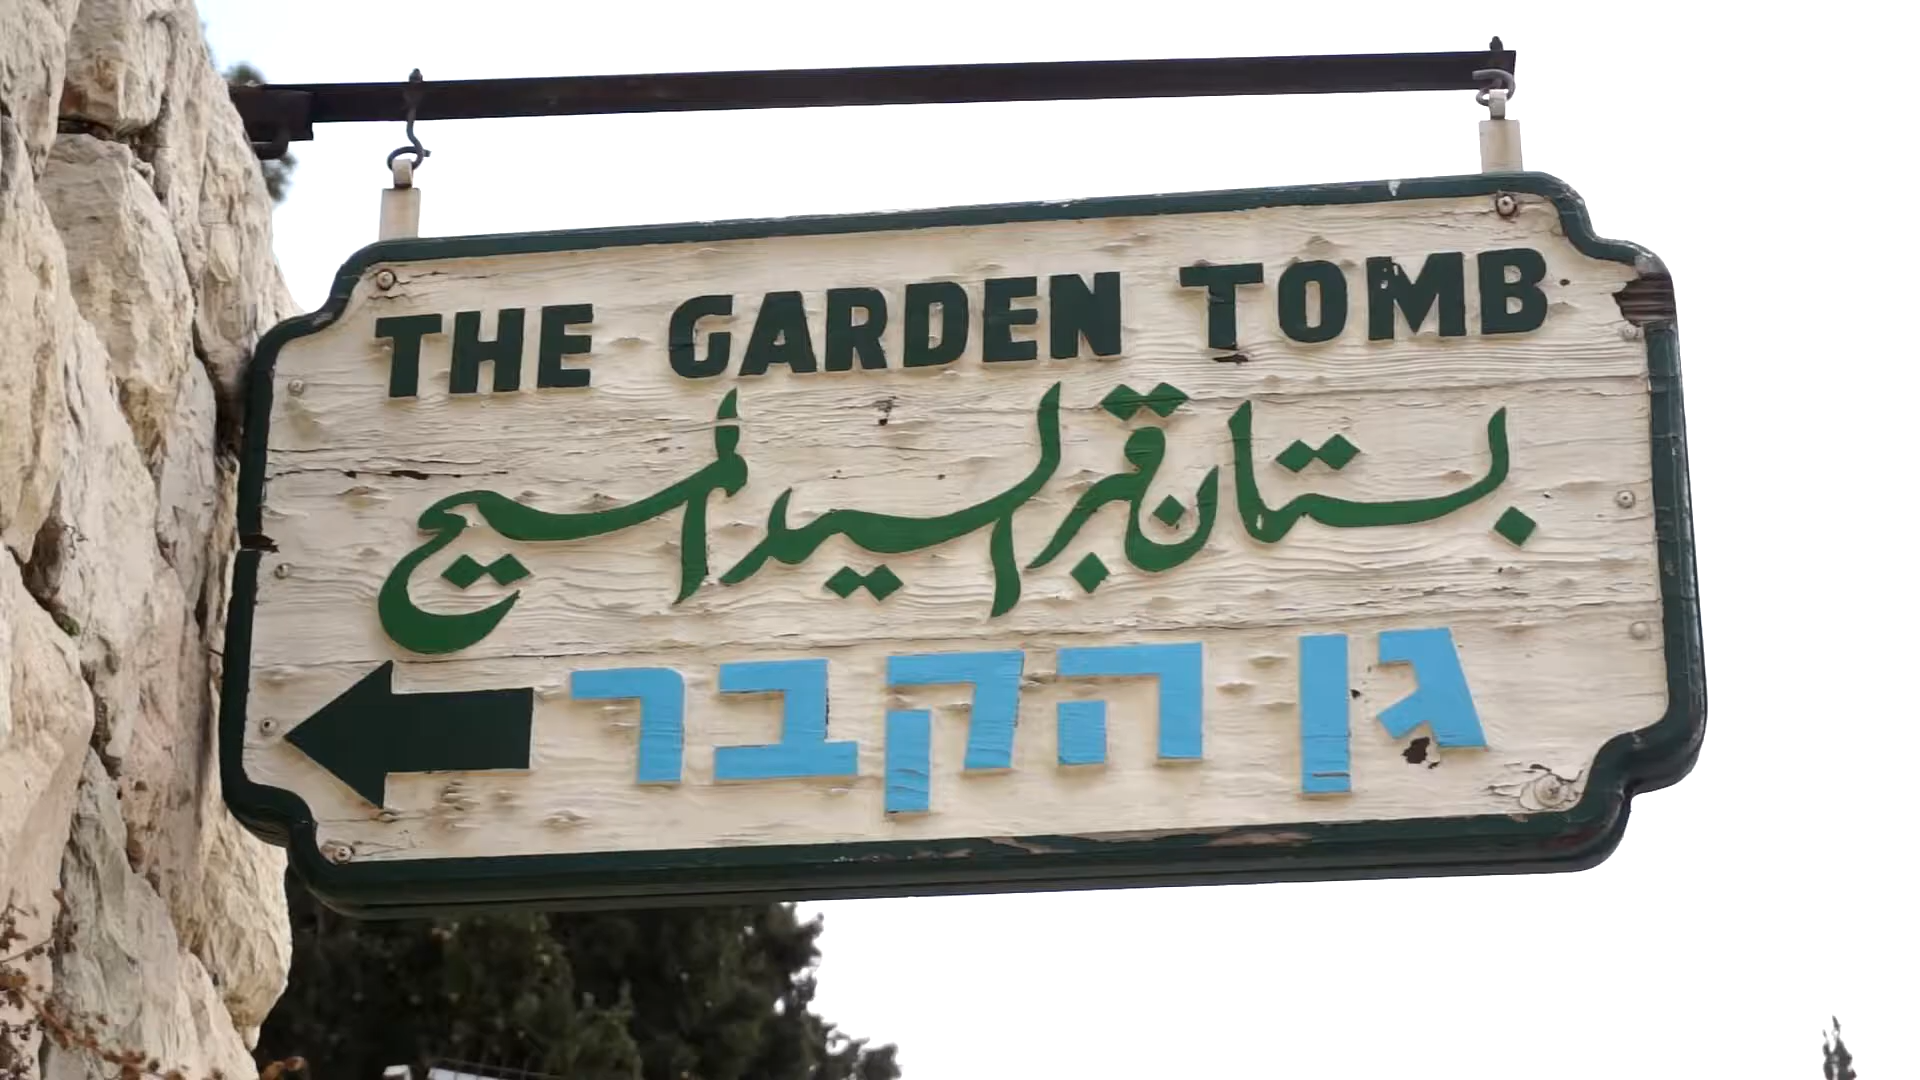 THE GARDEN TOMB
بستان قبر السيد المسيح
גן הקבר